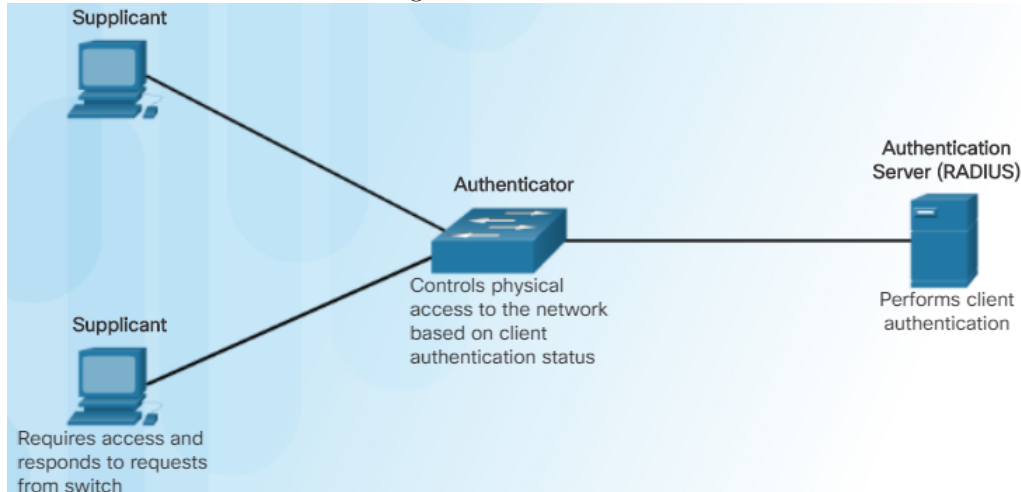 Supplicant
Authenticator
Controls physical
access to the network
based on client
authentication status
Authentication
Server (RADIUS)
Performs client
authentication
Supplicant
Requires access and
responds to requests
from switch